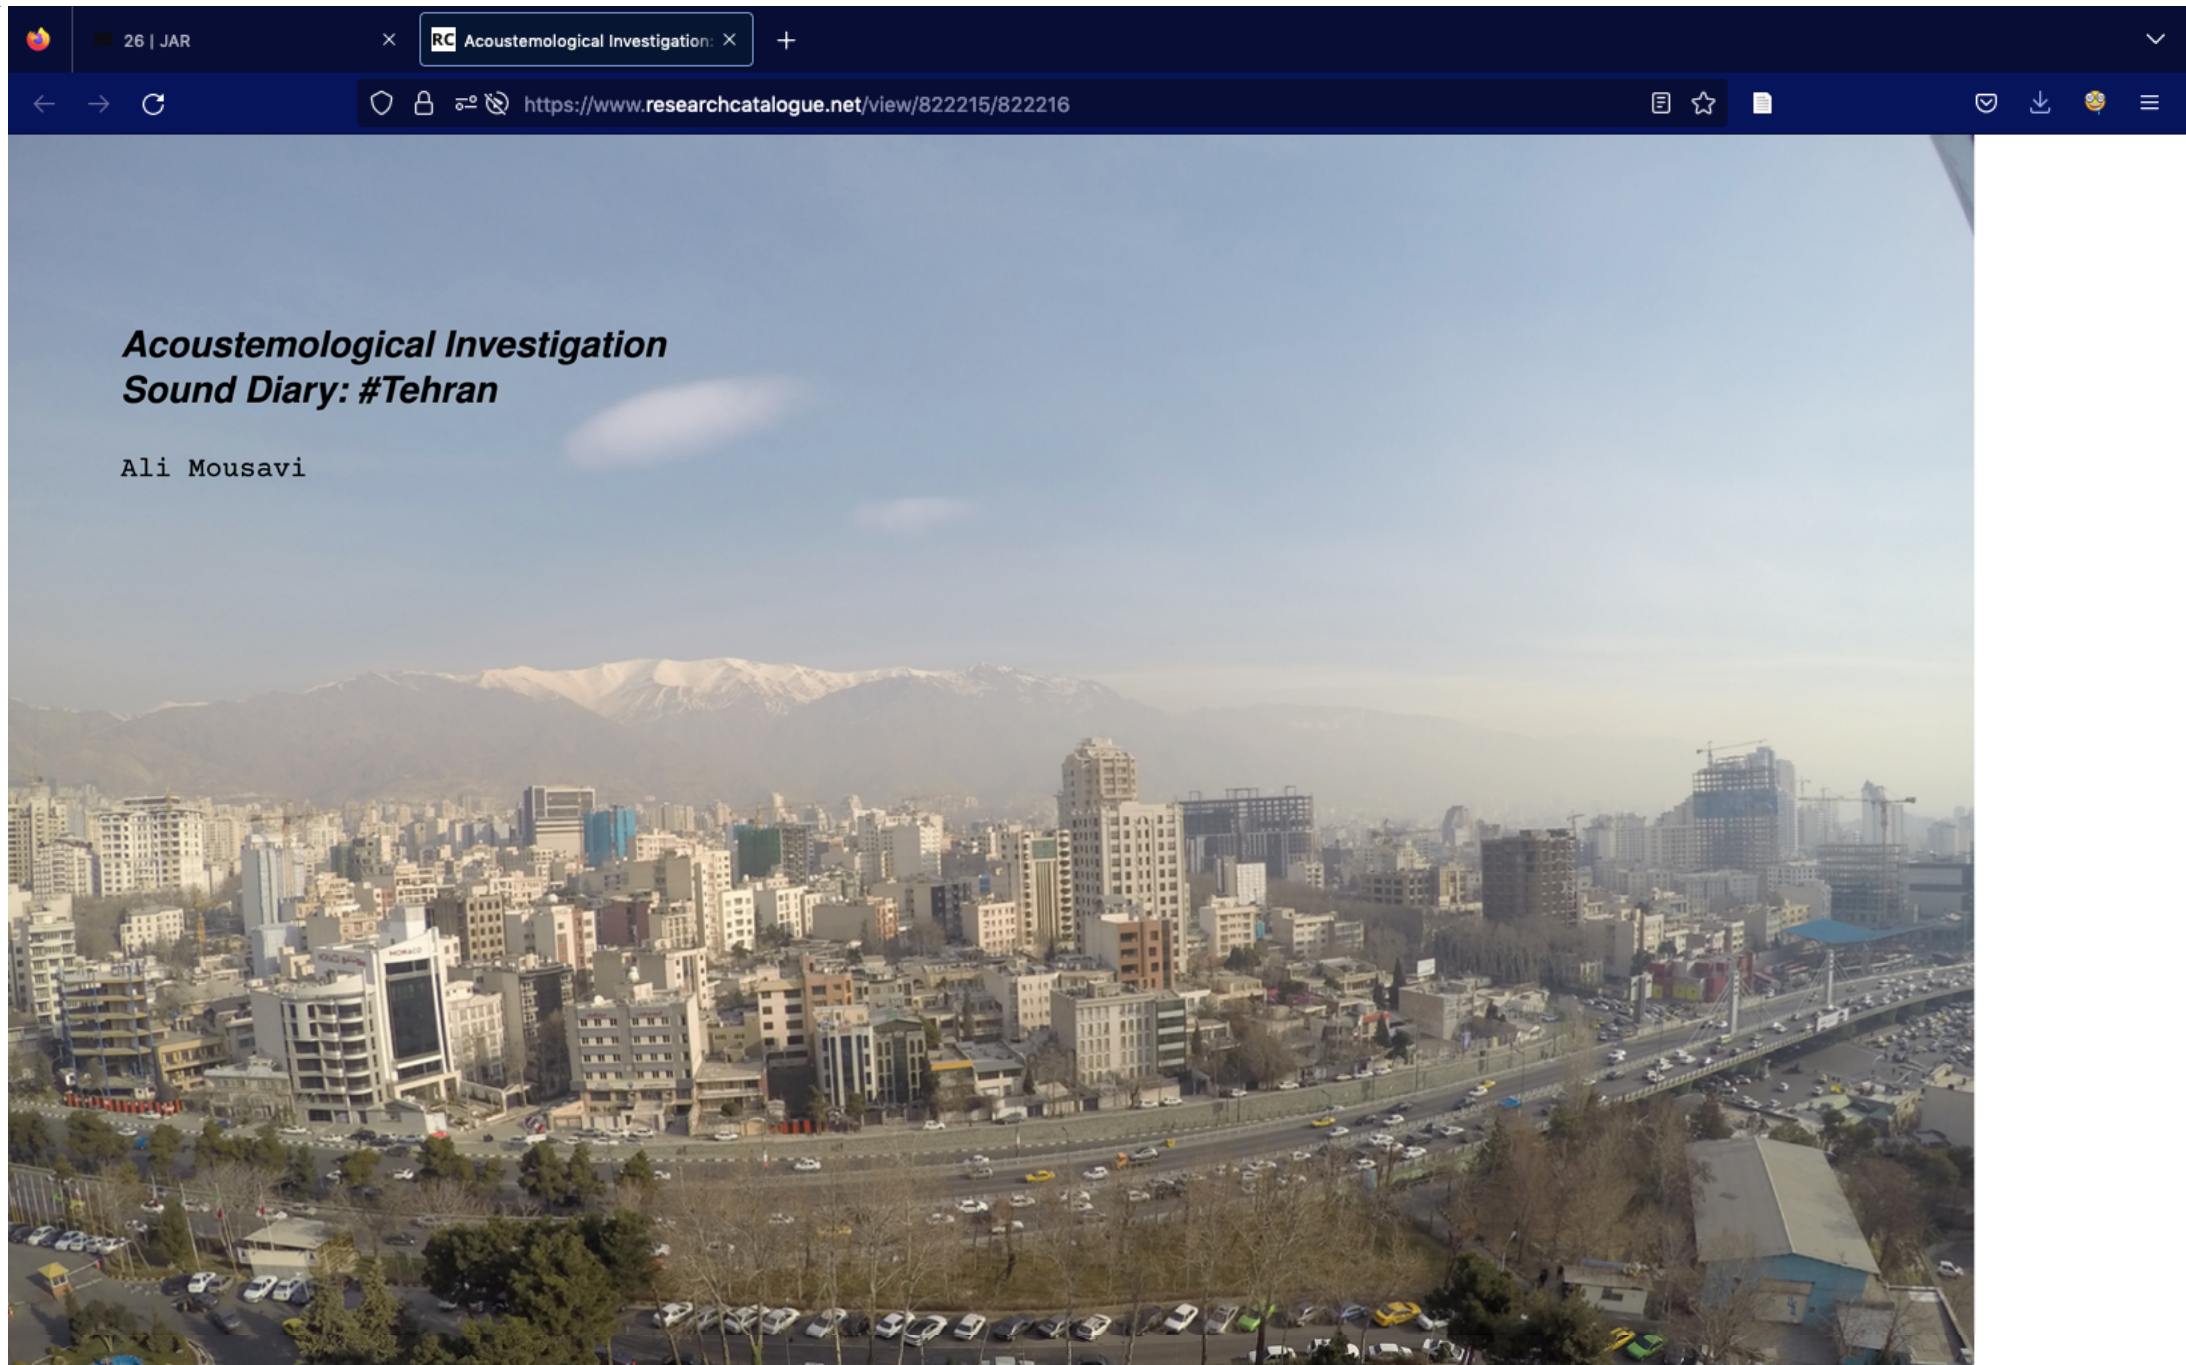 26 | JAR
RC Acoustemological Investigation:
https://www.researchcatalogue.net/view/822215/822216
Acoustemological Investigation
Sound Diary: #Tehran
Ali Mousavi
MONACO